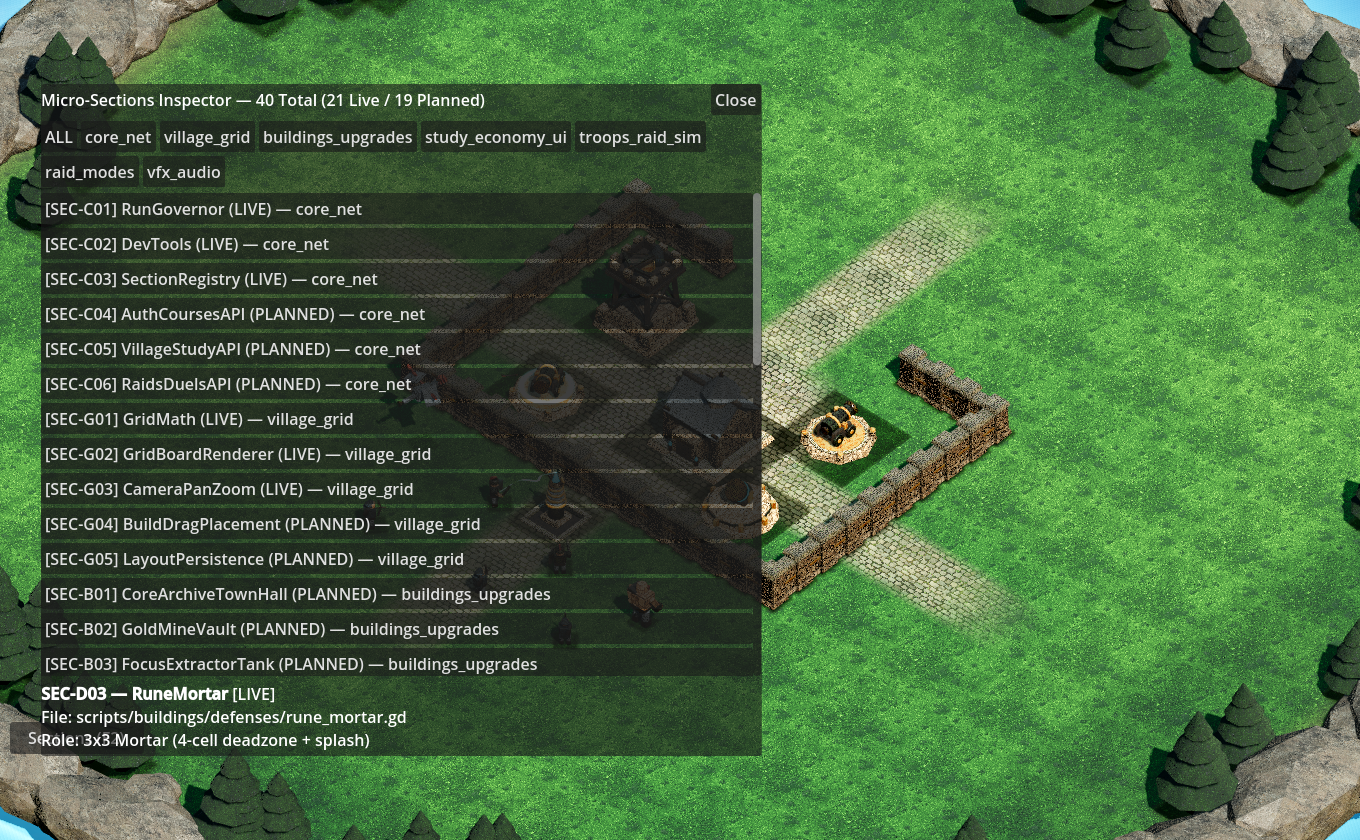 Micro-Sections Inspector — 40 Total (21 Live / 19 Planned)
Close
ALL core_net village_grid buildings_upgrades study_economy_ui troops_raid_sim
raid_modes vfx_audio
[SEC-C01] RunGovernor (LIVE) — core_net
[SEC-C02] DevTools (LIVE) — core_net
[SEC-C03] SectionRegistry (LIVE) — core_net
[SEC-C04] AuthCoursesAPI (PLANNED) — core_net
[SEC-C05] VillageStudyAPI (PLANNED) — core_net
[SEC-C06] RaidsDuelsAPI (PLANNED) — core_net
[SEC-G01] GridMath (LIVE) — village_grid
[SEC-G02] GridBoardRenderer (LIVE) — village_grid
[SEC-G03] CameraPanZoom (LIVE) — village_grid
[SEC-G04] BuildDragPlacement (PLANNED) — village_grid
[SEC-G05] LayoutPersistence (PLANNED) — village_grid
[SEC-B01] CoreArchiveTownHall (PLANNED) — buildings_upgrades
[SEC-B02] GoldMineVault (PLANNED) — buildings_upgrades
[SEC-B03] FocusExtractorTank (PLANNED) — buildings_upgrades
SEC-D03 — RuneMortar [LIVE]
File: scripts/buildings/defenses/rune_mortar.gd
Role: 3x3 Mortar (4-cell deadzone + splash)